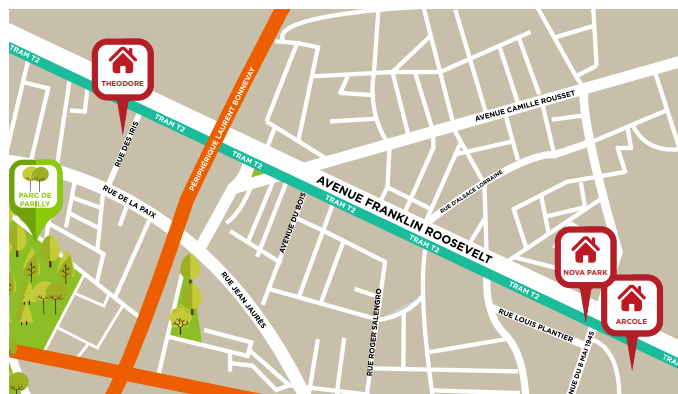 TRAM T2
THEODORE
TRAM T2
RUE DES IRIS
PÉRIPHÉRIQUE LAURENT BONNEVAY
AVENUE CAMILLE ROUSSET
TRAM T2
PARC DE
PARILLY
RUE DE LA PAIX
AVENUE FRANKLIN ROOSEVELT
RUE D'ALSACE LORRAINE
TRAM T2
AVENUE DU BOIS
TRAM T2
NOVA PARK
TRAM T2
RUE JEAN JAURÈS
RUE ROGER SALENGRO
RUE LOUIS PLANTIER
ARCOLE
NUE DU 8 MAI 1945
TRA